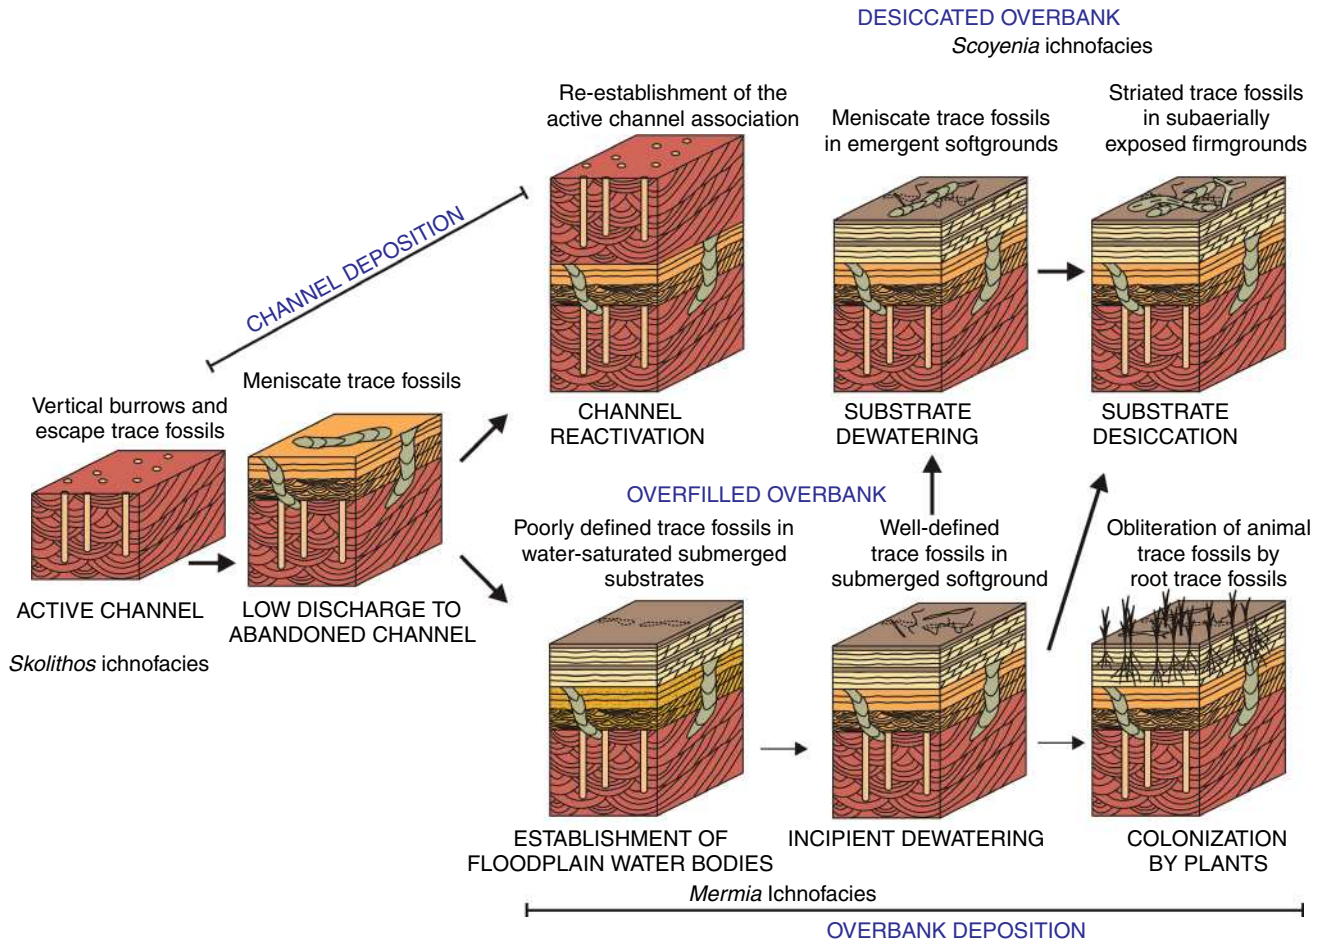 DESICCATED OVERBANK
Scoyenia ichnofacies
Re-establishment of the
active channel association
Meniscate trace fossils
in emergent softgrounds
Striated trace fossils
in subaerially
exposed firmgrounds
CHANNEL DEPOSITION
Vertical burrows and
escape trace fossils
Meniscate trace fossils
CHANNEL
REACTIVATION
SUBSTRATE
DEWATERING
SUBSTRATE
DESICCATION
ACTIVE CHANNEL
LOW DISCHARGE TO
ABANDONED CHANNEL
Skolithos ichnofacies
OVERFILLED OVERBANK
Poorly defined trace fossils in
water-saturated submerged
substrates
Well-defined
trace fossils in
submerged softground
Obliteration of animal
trace fossils by
root trace fossils
ESTABLISHMENT OF
FLOODPLAIN WATER BODIES
INCIPIENT DEWATERING
COLONIZATION
BY PLANTS
Mermia Ichnofacies
OVERBANK DEPOSITION